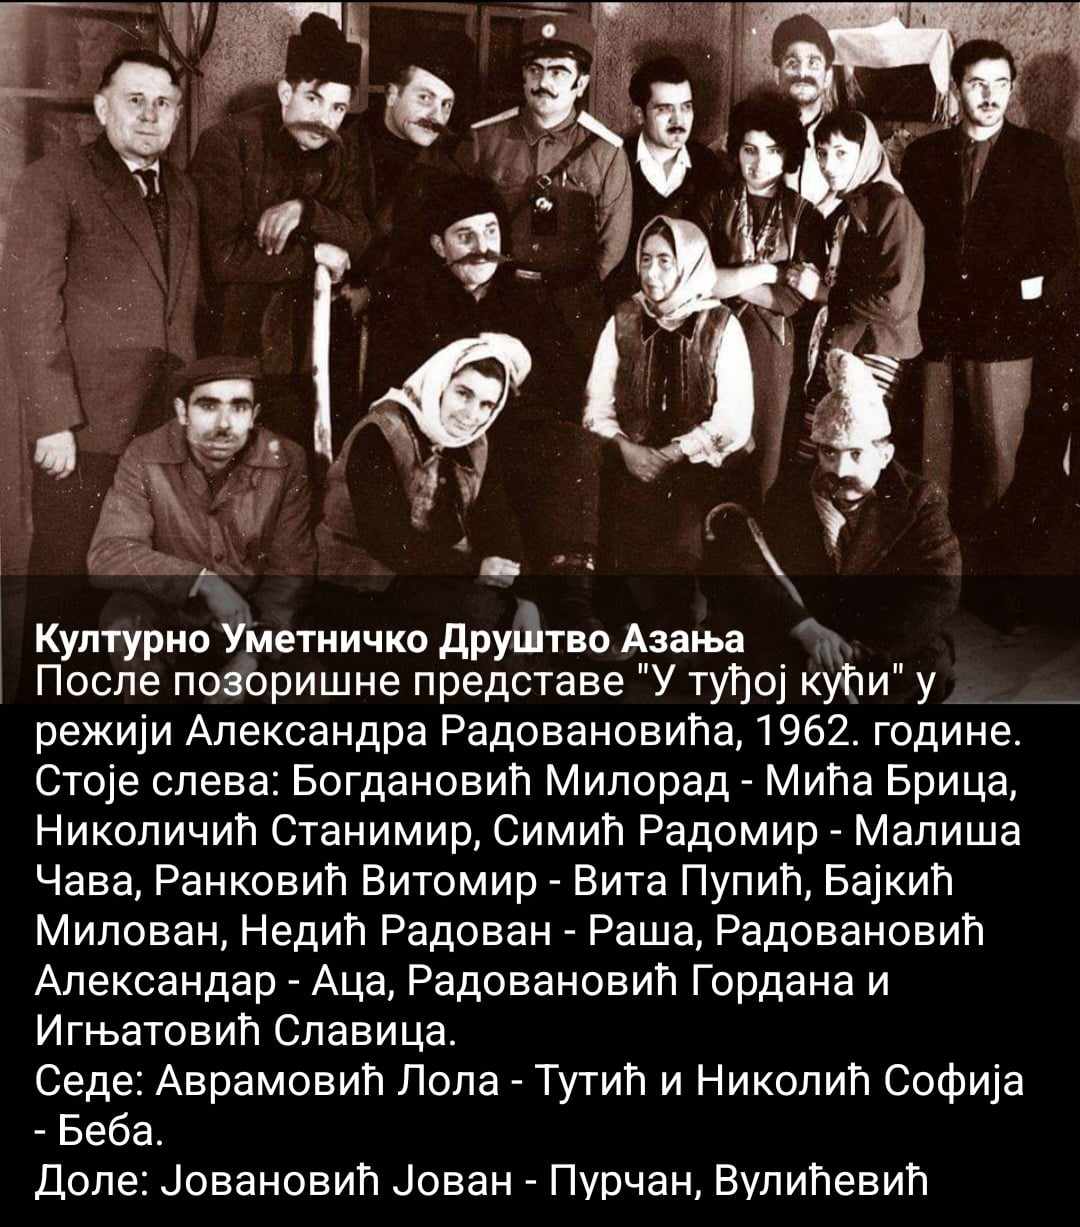 Културно Уметничко Друштво Азања
После позоришне представе "У туђој кући" у
режији Александра Радовановића, 1962. године.
Стоје слева: Богдановић Милорад - Мића Брица,
Николичић Станимир, Симић Радомир - Малиша
Чава, Ранковић Витомир - Вита Пупић, Бајкић
Милован, Недић Радован - Раша, Радовановић
Александар - Аца, Радовановић Гордана и
Игњатовић Славица.
Седе: Аврамовић Лола - Тутић и Николић Софија
- Беба.
Доле: Јовановић Јован - Пурчан, Вулићевић